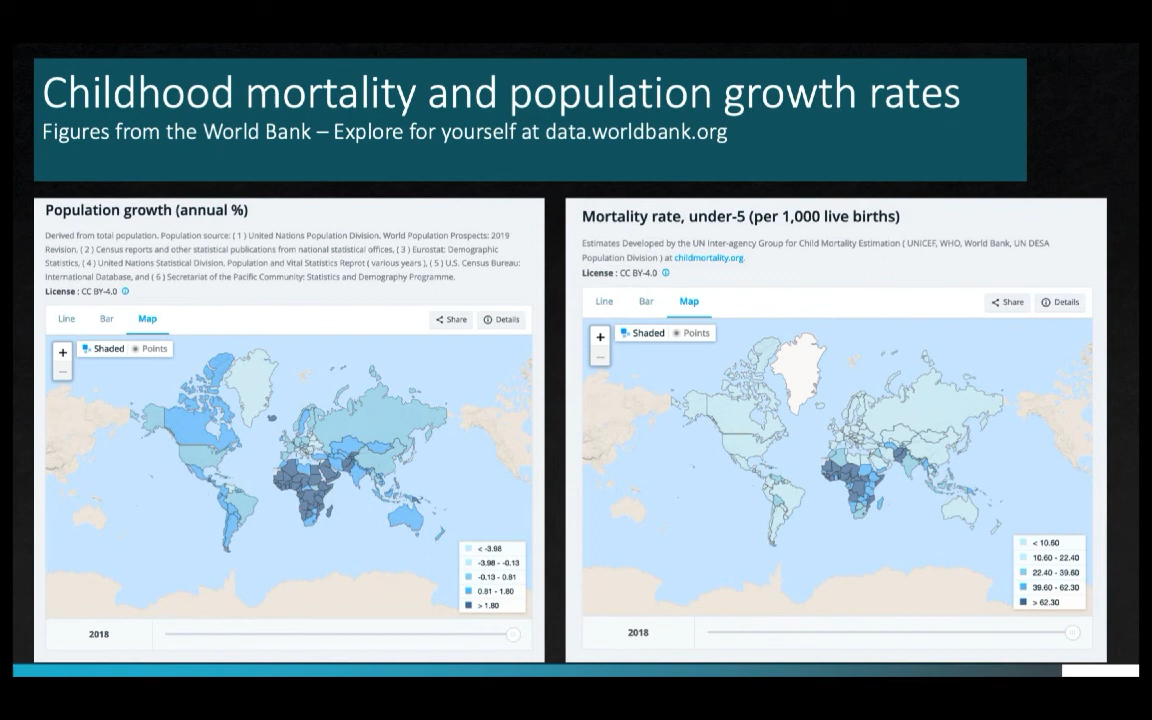 Childhood mortality and population growth rates
Figures from the World Bank – Explore for yourself at data.worldbank.org
Population growth (annual %)
Derived from total population. Population source: ( 1 ) United Nations Population Division. World Population Prospects: 2019
Revision, ( 2 ) Census reports and other statistical publications from national statistical offices, ( 3 ) Eurostat: Demographic
Statistics, ( 4 ) United Nations Statistical Division. Population and Vital Statistics Reprot ( various years ), ( 5 ) U.S. Census Bureau:
International Database, and ( 6 ) Secretariat of the Pacific Community: Statistics and Demography Programme.
License : CC BY-4.0
Line Bar Map
Share Details
+ Shaded Points
–
< -3.98
-3.98 - -0.13
-0.13 - 0.81
0.81 - 1.80
> 1.80
2018
Mortality rate, under-5 (per 1,000 live births)
Estimates Developed by the UN Inter-agency Group for Child Mortality Estimation ( UNICEF, WHO, World Bank, UN DESA
Population Division ) at childmortality.org.
License : CC BY-4.0
Line Bar Map
Share Details
+ Shaded Points
–
< 10.60
10.60 - 22.40
22.40 - 39.60
39.60 - 62.30
> 62.30
2018